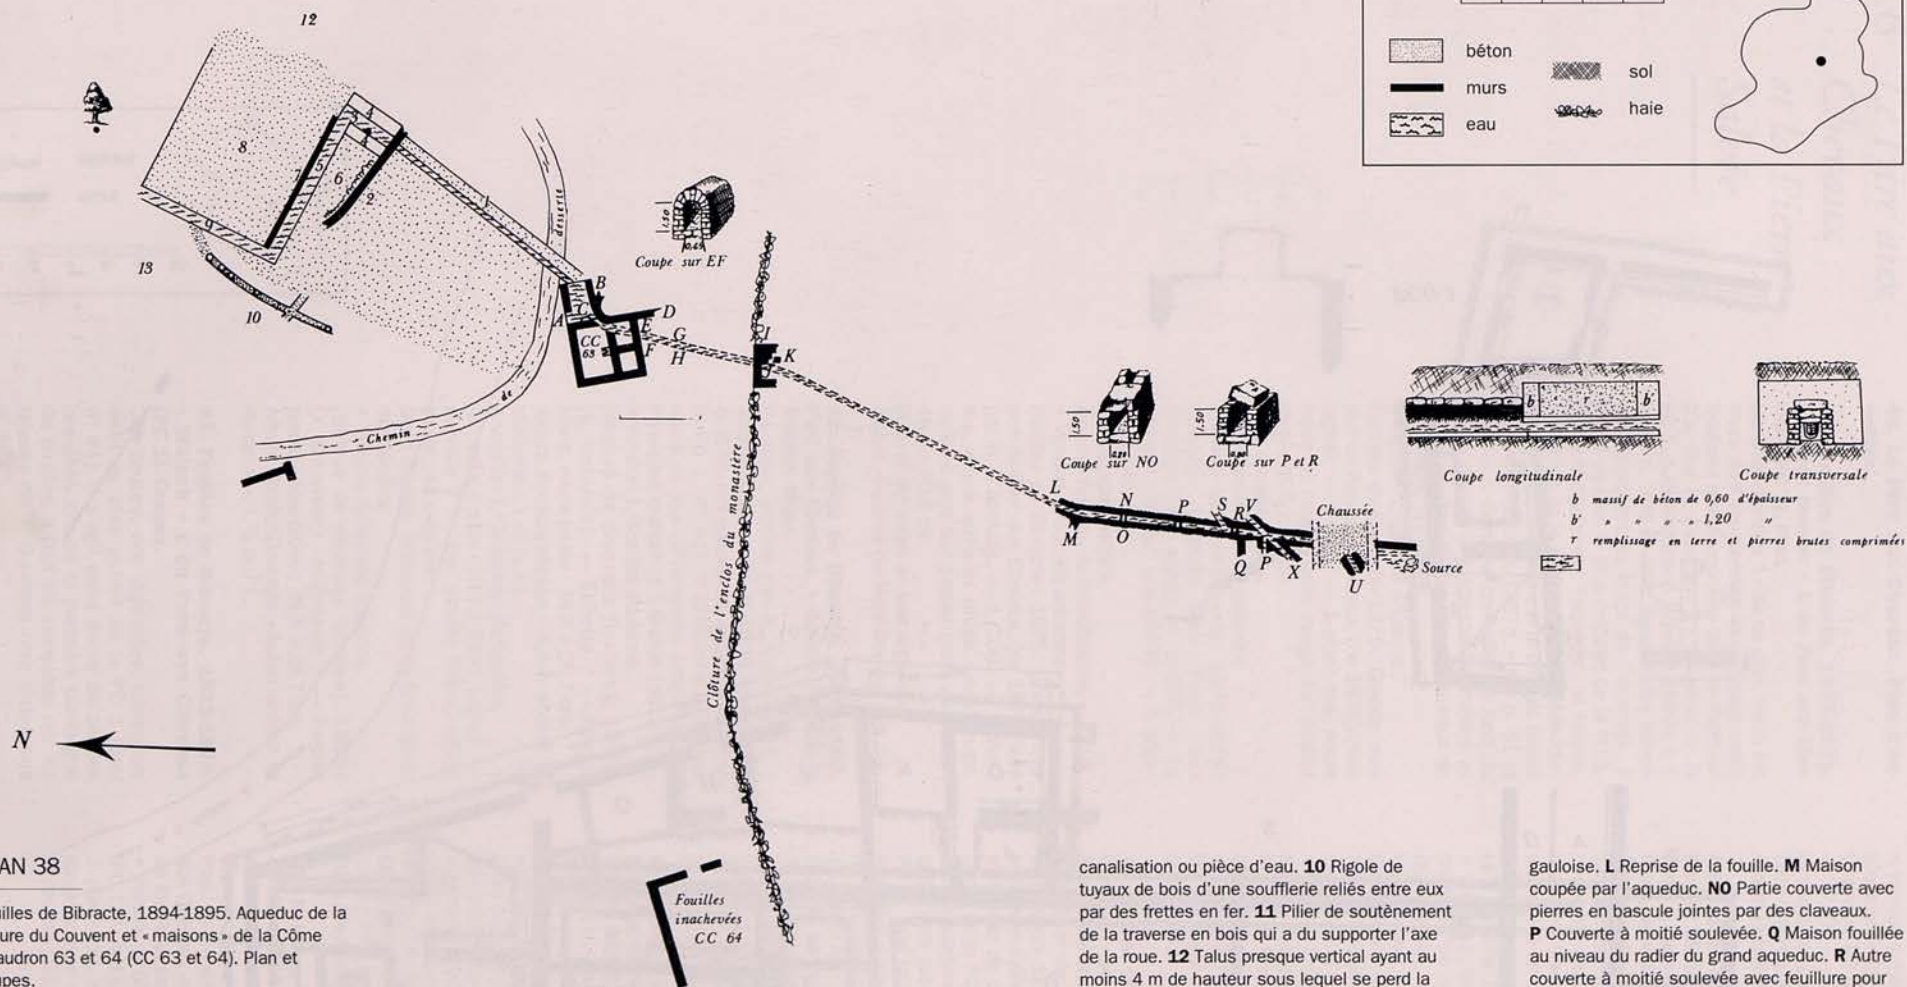 12
8
4
3
4
7
5
6
2
1
9
13
10
desserte
de
Chemin
1.50
0,65
Coupe sur EF
B
C
A
D
E
F
CC
63
G
H
I
J
K
béton
murs
eau
sol
haie
Clôture de l'enclos du monastère
1.50
Coupe sur NO
1.50
Coupe sur P et R
L
M
N
O
P
S
R
V
Q
P
X
Chaussée
U
Source
b
r
b'
Coupe longitudinale
Coupe transversale
b massif de béton de 0,60 d'épaisseur
b' " " " " 1,20 "
r remplissage en terre et pierres brutes comprimées
N
Fouilles
inachevées
CC 64
AN 38
illes de Bibracte, 1894-1895. Aqueduc de la
ure du Couvent et « maisons » de la Côme
audron 63 et 64 (CC 63 et 64). Plan et
upes.
canalisation ou pièce d'eau. 10 Rigole de
tuyaux de bois d'une soufflerie reliés entre eux
par des frettes en fer. 11 Pilier de soutènement
de la traverse en bois qui a du supporter l'axe
de la roue. 12 Talus presque vertical ayant au
moins 4 m de hauteur sous lequel se perd la
gauloise. L Reprise de la fouille. M Maison
coupée par l'aqueduc. NO Partie couverte avec
pierres en bascule jointes par des claveaux.
P Couverte à moitié soulevée. Q Maison fouillée
au niveau du radier du grand aqueduc. R Autre
couverte à moitié soulevée avec feuillure pour